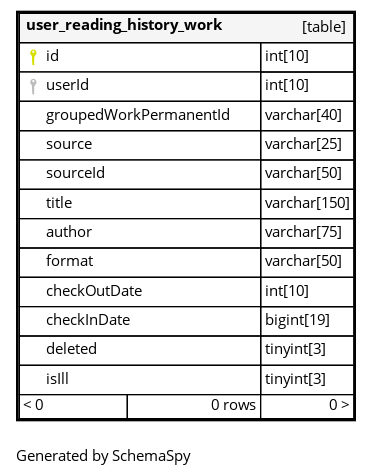 user_reading_history_work [table]
id int[10]
userId int[10]
groupedWorkPermanentId varchar[40]
source varchar[25]
sourceId varchar[50]
title varchar[150]
author varchar[75]
format varchar[50]
checkOutDate int[10]
checkInDate bigint[19]
deleted tinyint[3]
isIll tinyint[3]
< 0 0 rows 0 >
Generated by SchemaSpy